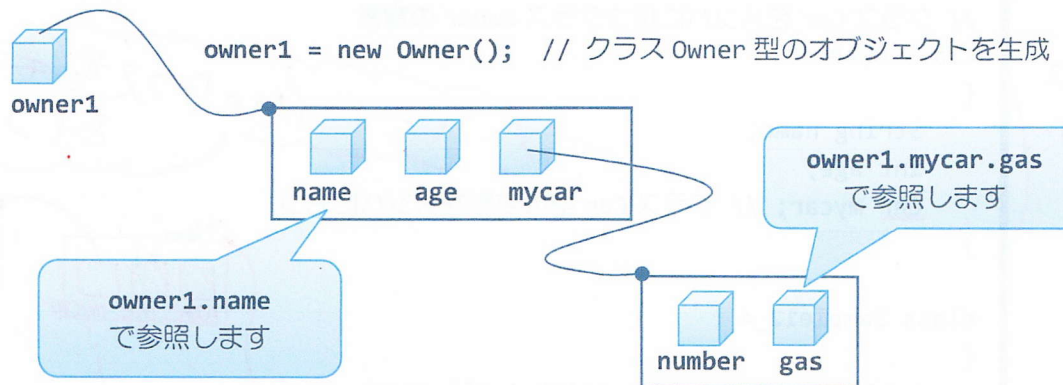 owner1 = new Owner(); // クラス Owner 型のオブジェクトを生成
owner1
name age mycar
owner1.mycar.gas
で参照します
owner1.name
で参照します
number gas